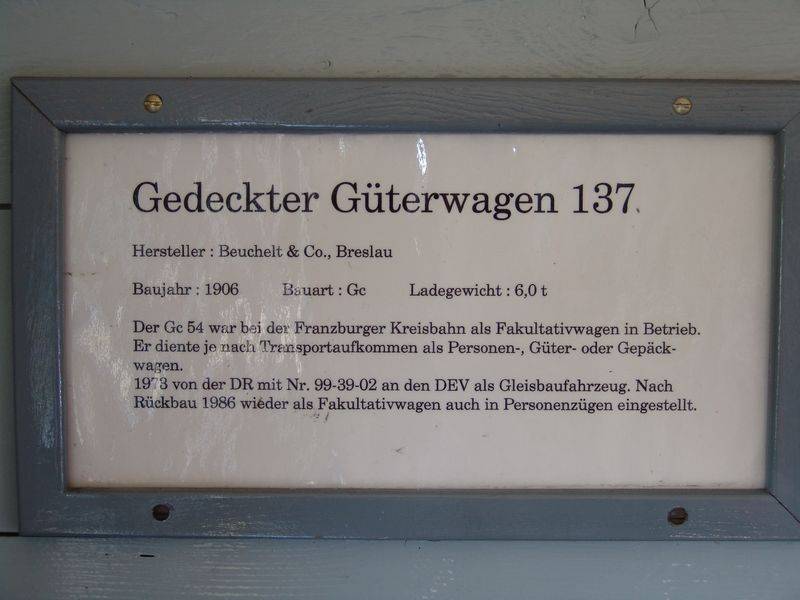 Gedeckter Güterwagen 137
Hersteller : Beuchelt & Co., Breslau
Baujahr : 1906 Bauart : Gc Ladegewicht : 6,0 t
Der Gc 54 war bei der Franzburger Kreisbahn als Fakultativwagen in Betrieb.
Er diente je nach Transportaufkommen als Personen-, Güter- oder Gepäck-
wagen.
1973 von der DR mit Nr. 99-39-02 an den DEV als Gleisbaufahrzeug. Nach
Rückbau 1986 wieder als Fakultativwagen auch in Personenzügen eingestellt.